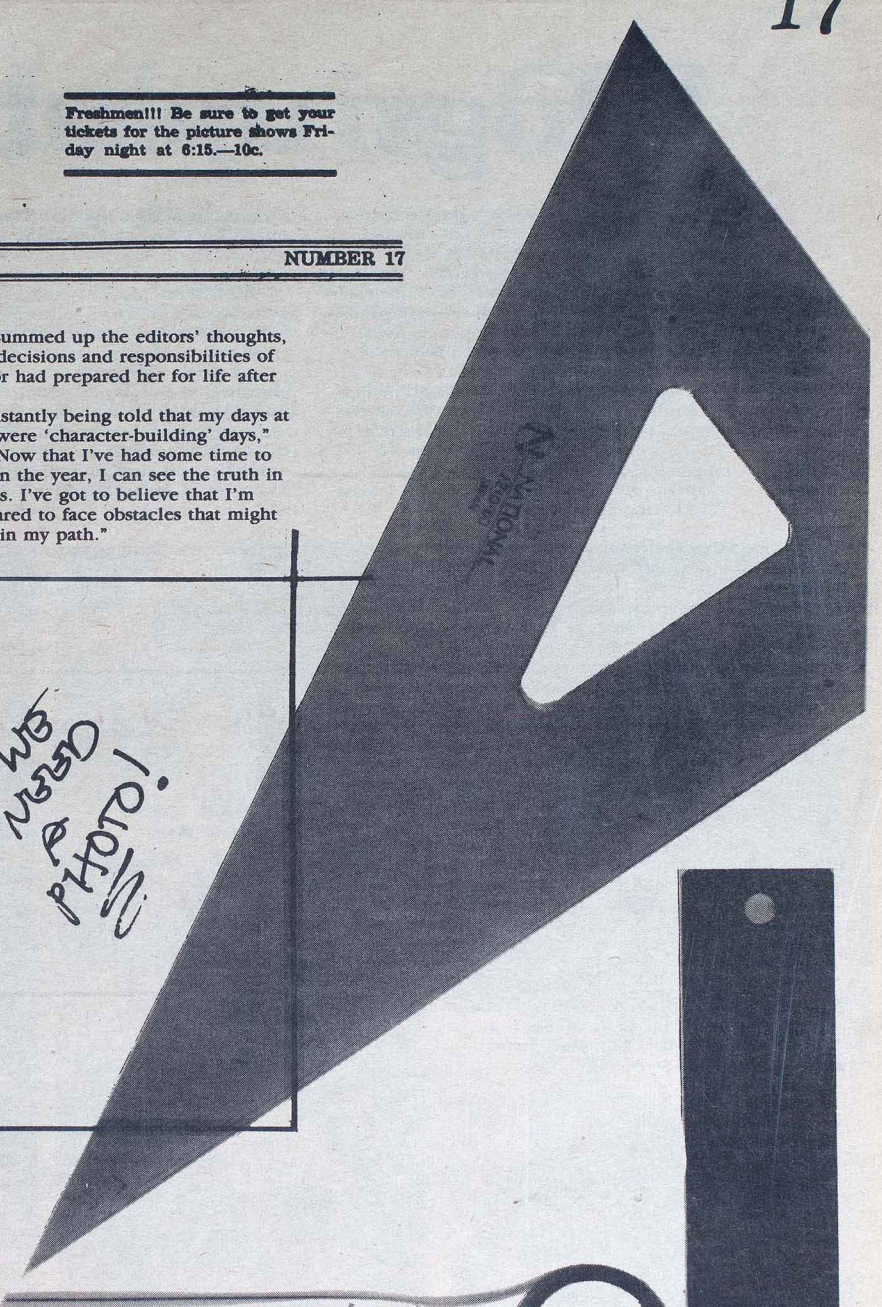 17
Freshmen!!! Be sure to get your
tickets for the picture shows Fri-
day night at 6:15.—10c.
NUMBER 17
summed up the editors' thoughts,
decisions and responsibilities of
r had prepared her for life after
stantly being told that my days at
were ‘character-building’ days,”
Now that I've had some time to
n the year, I can see the truth in
s. I've got to believe that I'm
ared to face obstacles that might
in my path.”
N NATIONAL
WE
NEED
A
PHOTO!